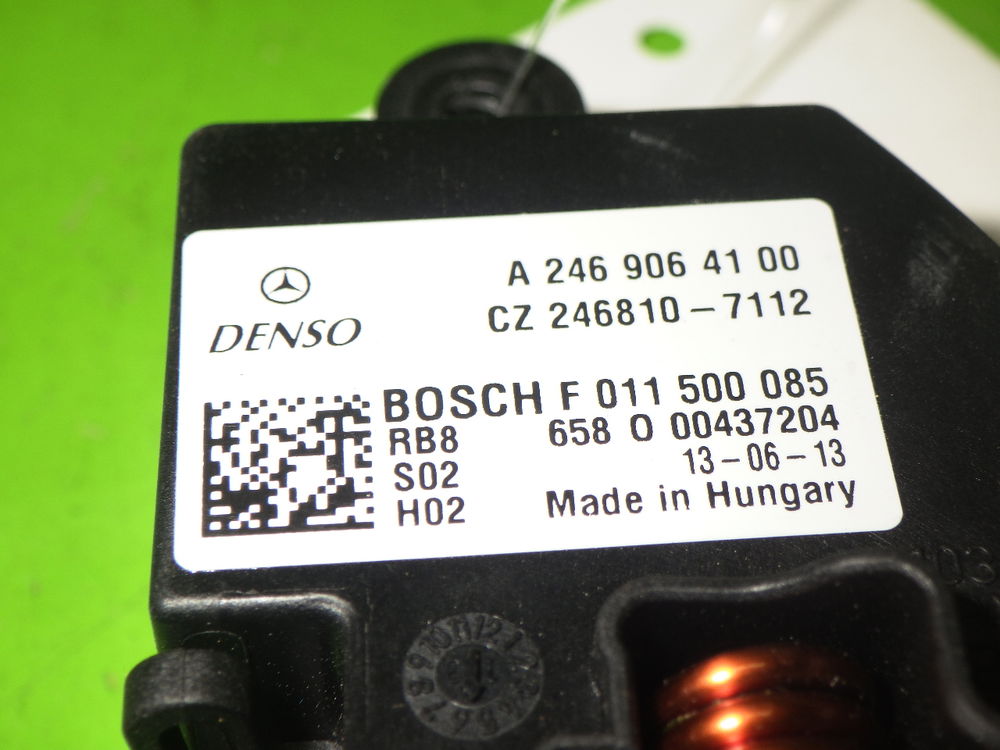 A 246 906 41 00
CZ 246810-7112
DENSO
BOSCH F 011 500 085
RB8 658 0 00437204
S02 13-06-13
H02 Made in Hungary